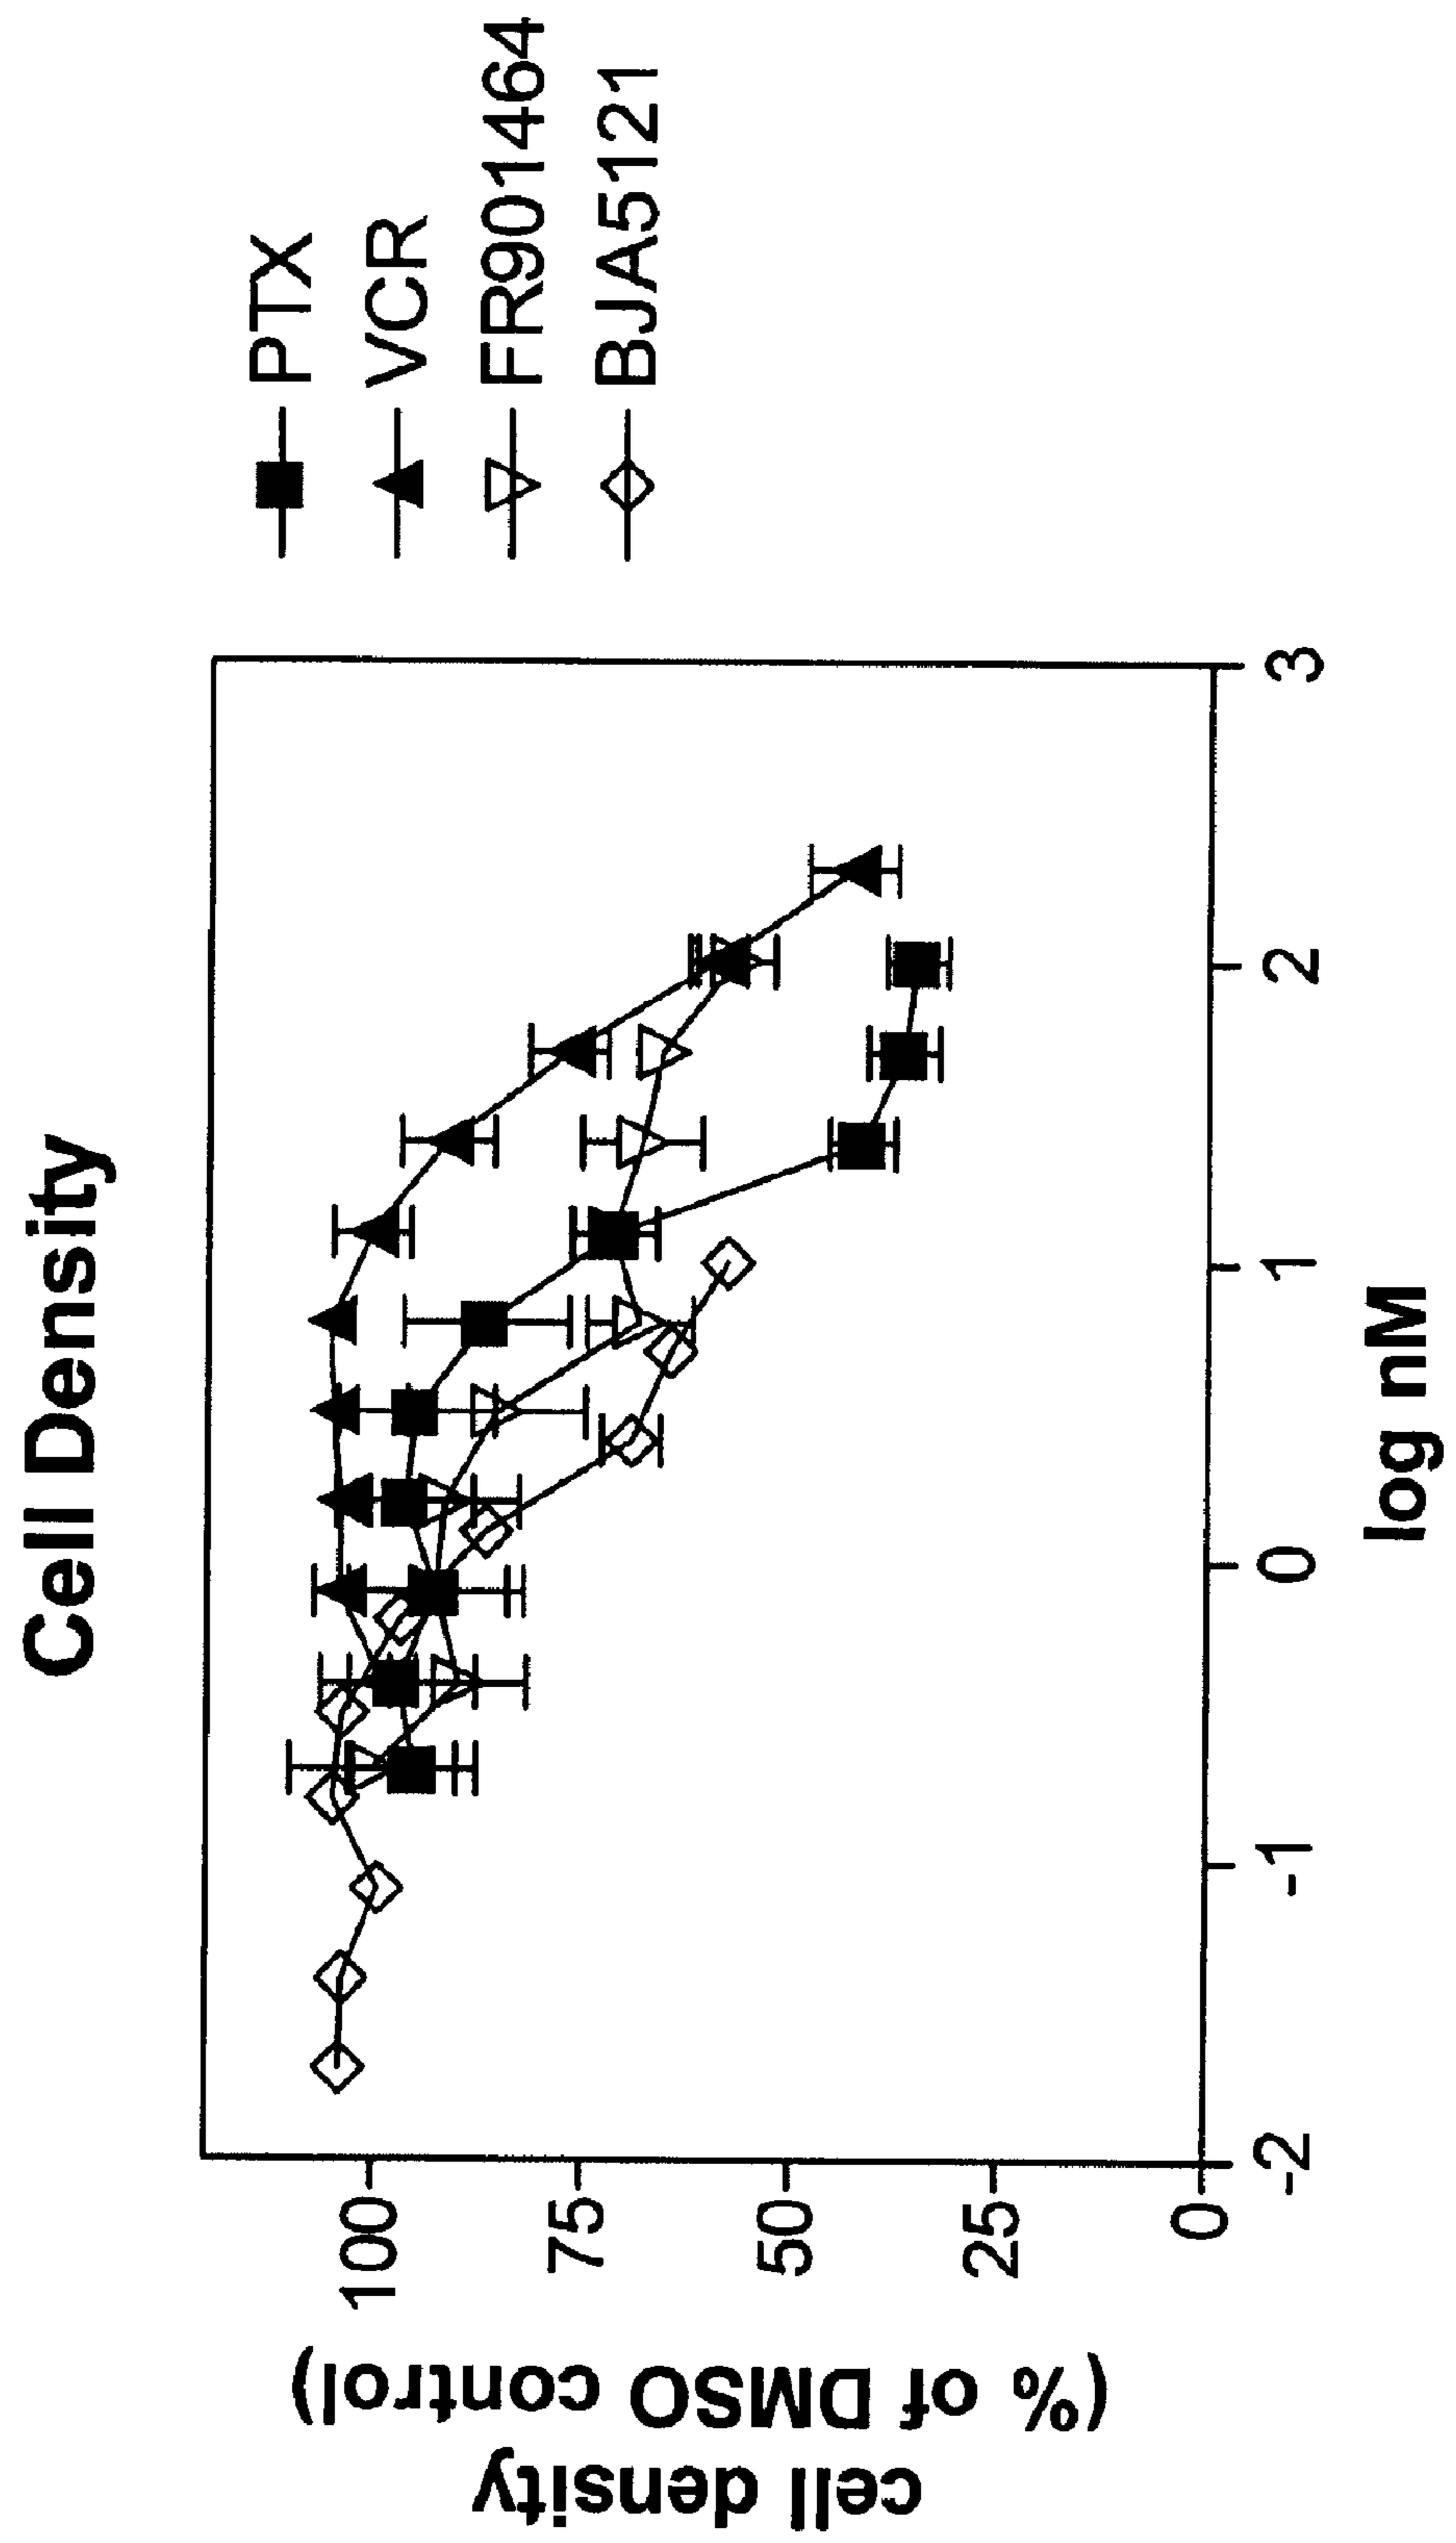 Cell Density
cell density
(% of DMSO control)
100
75
50
25
0
-2
-1
0
1
2
3
log nM
PTX
VCR
FR901464
BJA5121